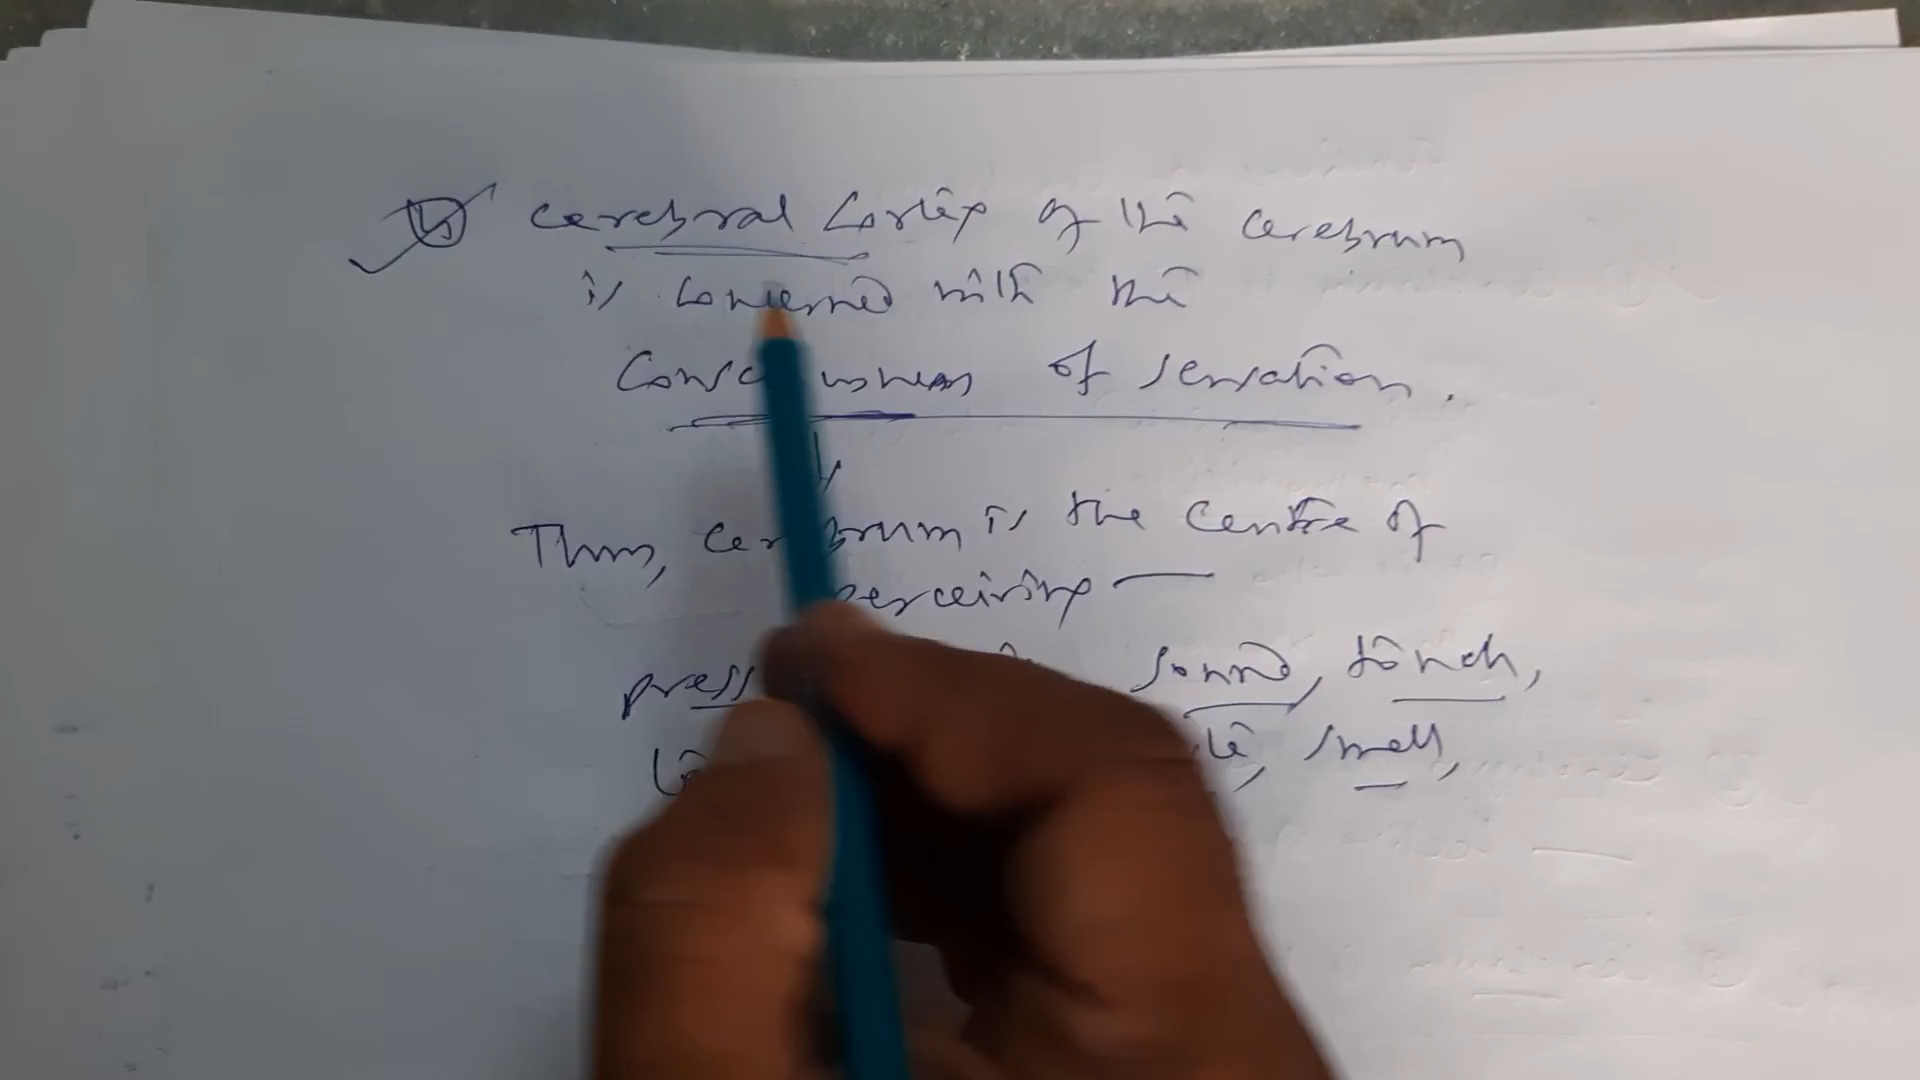 Cerebral Cortex of the cerebrum
is concerned with the
Consciousness of sensation.
Thus, cerebrum is the centre of
perceiving —
sound, touch,
smell,